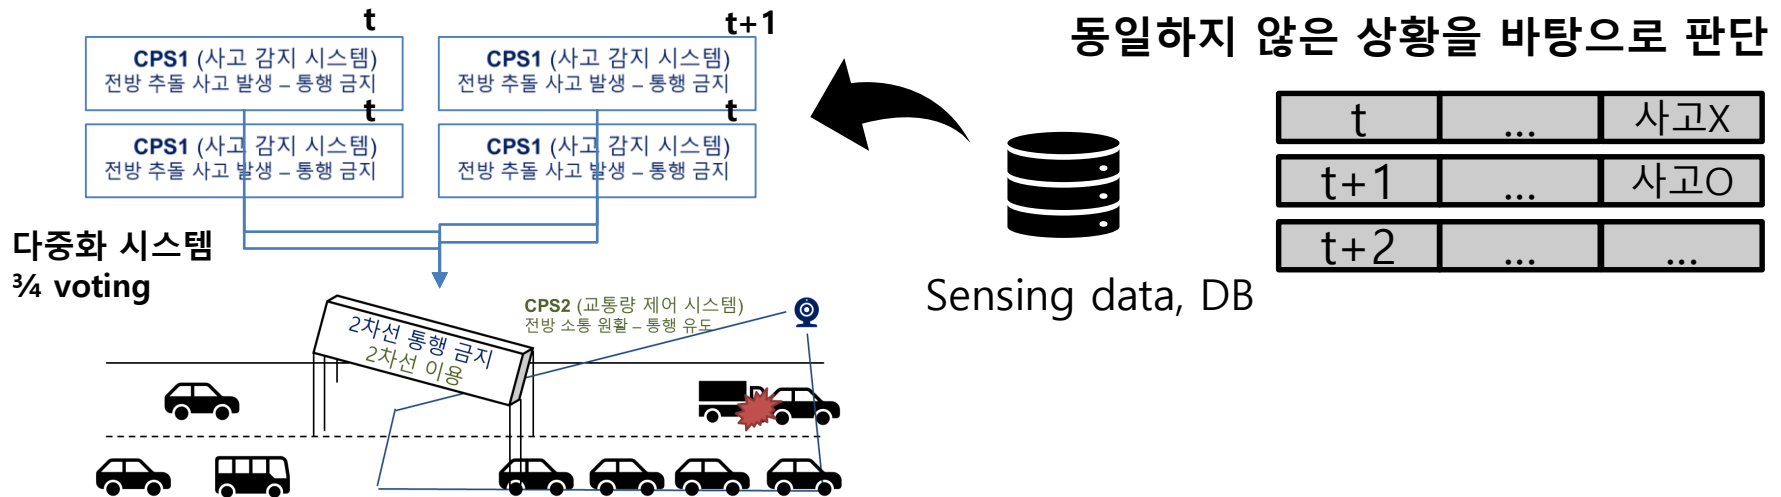 동일하지 않은 상황을 바탕으로 판단
t
CPS1 (사고 감지 시스템)
전방 추돌 사고 발생 – 통행 금지
t+1
CPS1 (사고 감지 시스템)
전방 추돌 사고 발생 – 통행 금지
t
CPS1 (사고 감지 시스템)
전방 추돌 사고 발생 – 통행 금지
t
CPS1 (사고 감지 시스템)
전방 추돌 사고 발생 – 통행 금지
다중화 시스템
¾ voting
CPS2 (교통량 제어 시스템)
전방 소통 원활 – 통행 유도
2차선 통행 금지
2차선 이용
Sensing data, DB
t ... 사고X
t+1 ... 사고O
t+2 ... ...